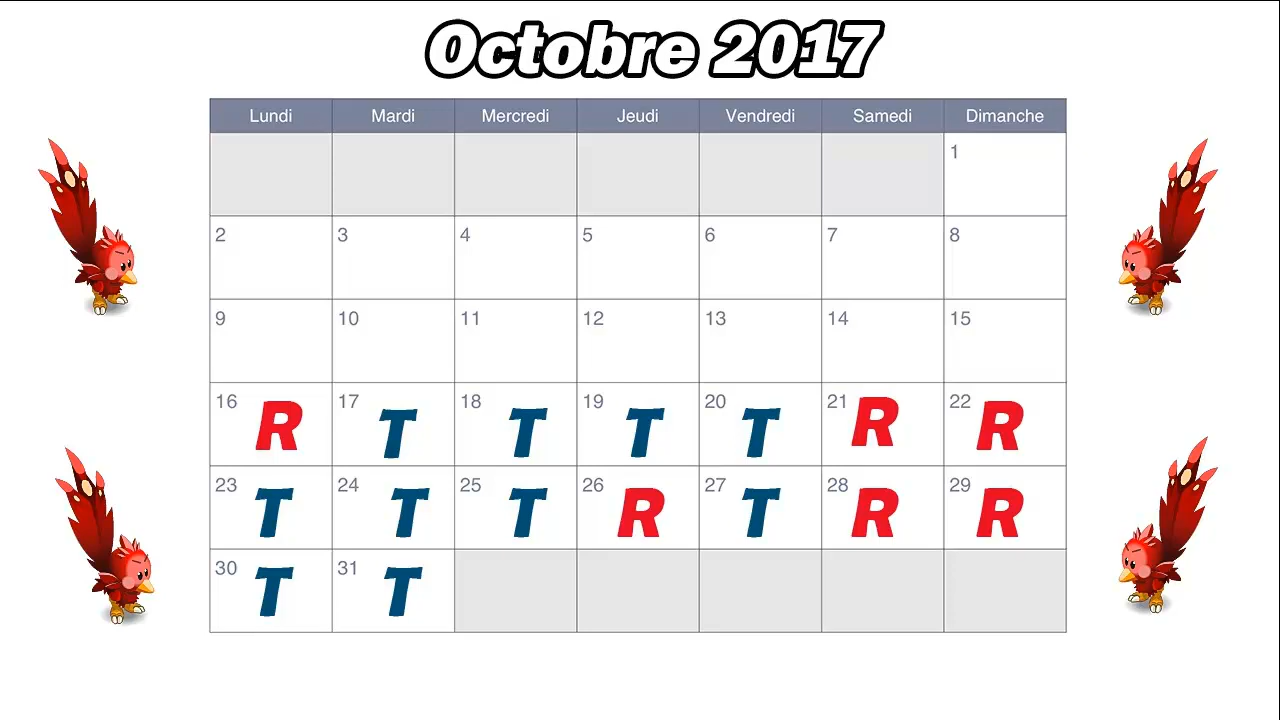 Octobre 2017
Lundi Mardi Mercredi Jeudi Vendredi Samedi Dimanche
1
2 3 4 5 6 7 8
9 10 11 12 13 14 15
16 R 17 T 18 T 19 T 20 T 21 R 22 R
23 T 24 T 25 T 26 R 27 T 28 R 29 R
30 T 31 T